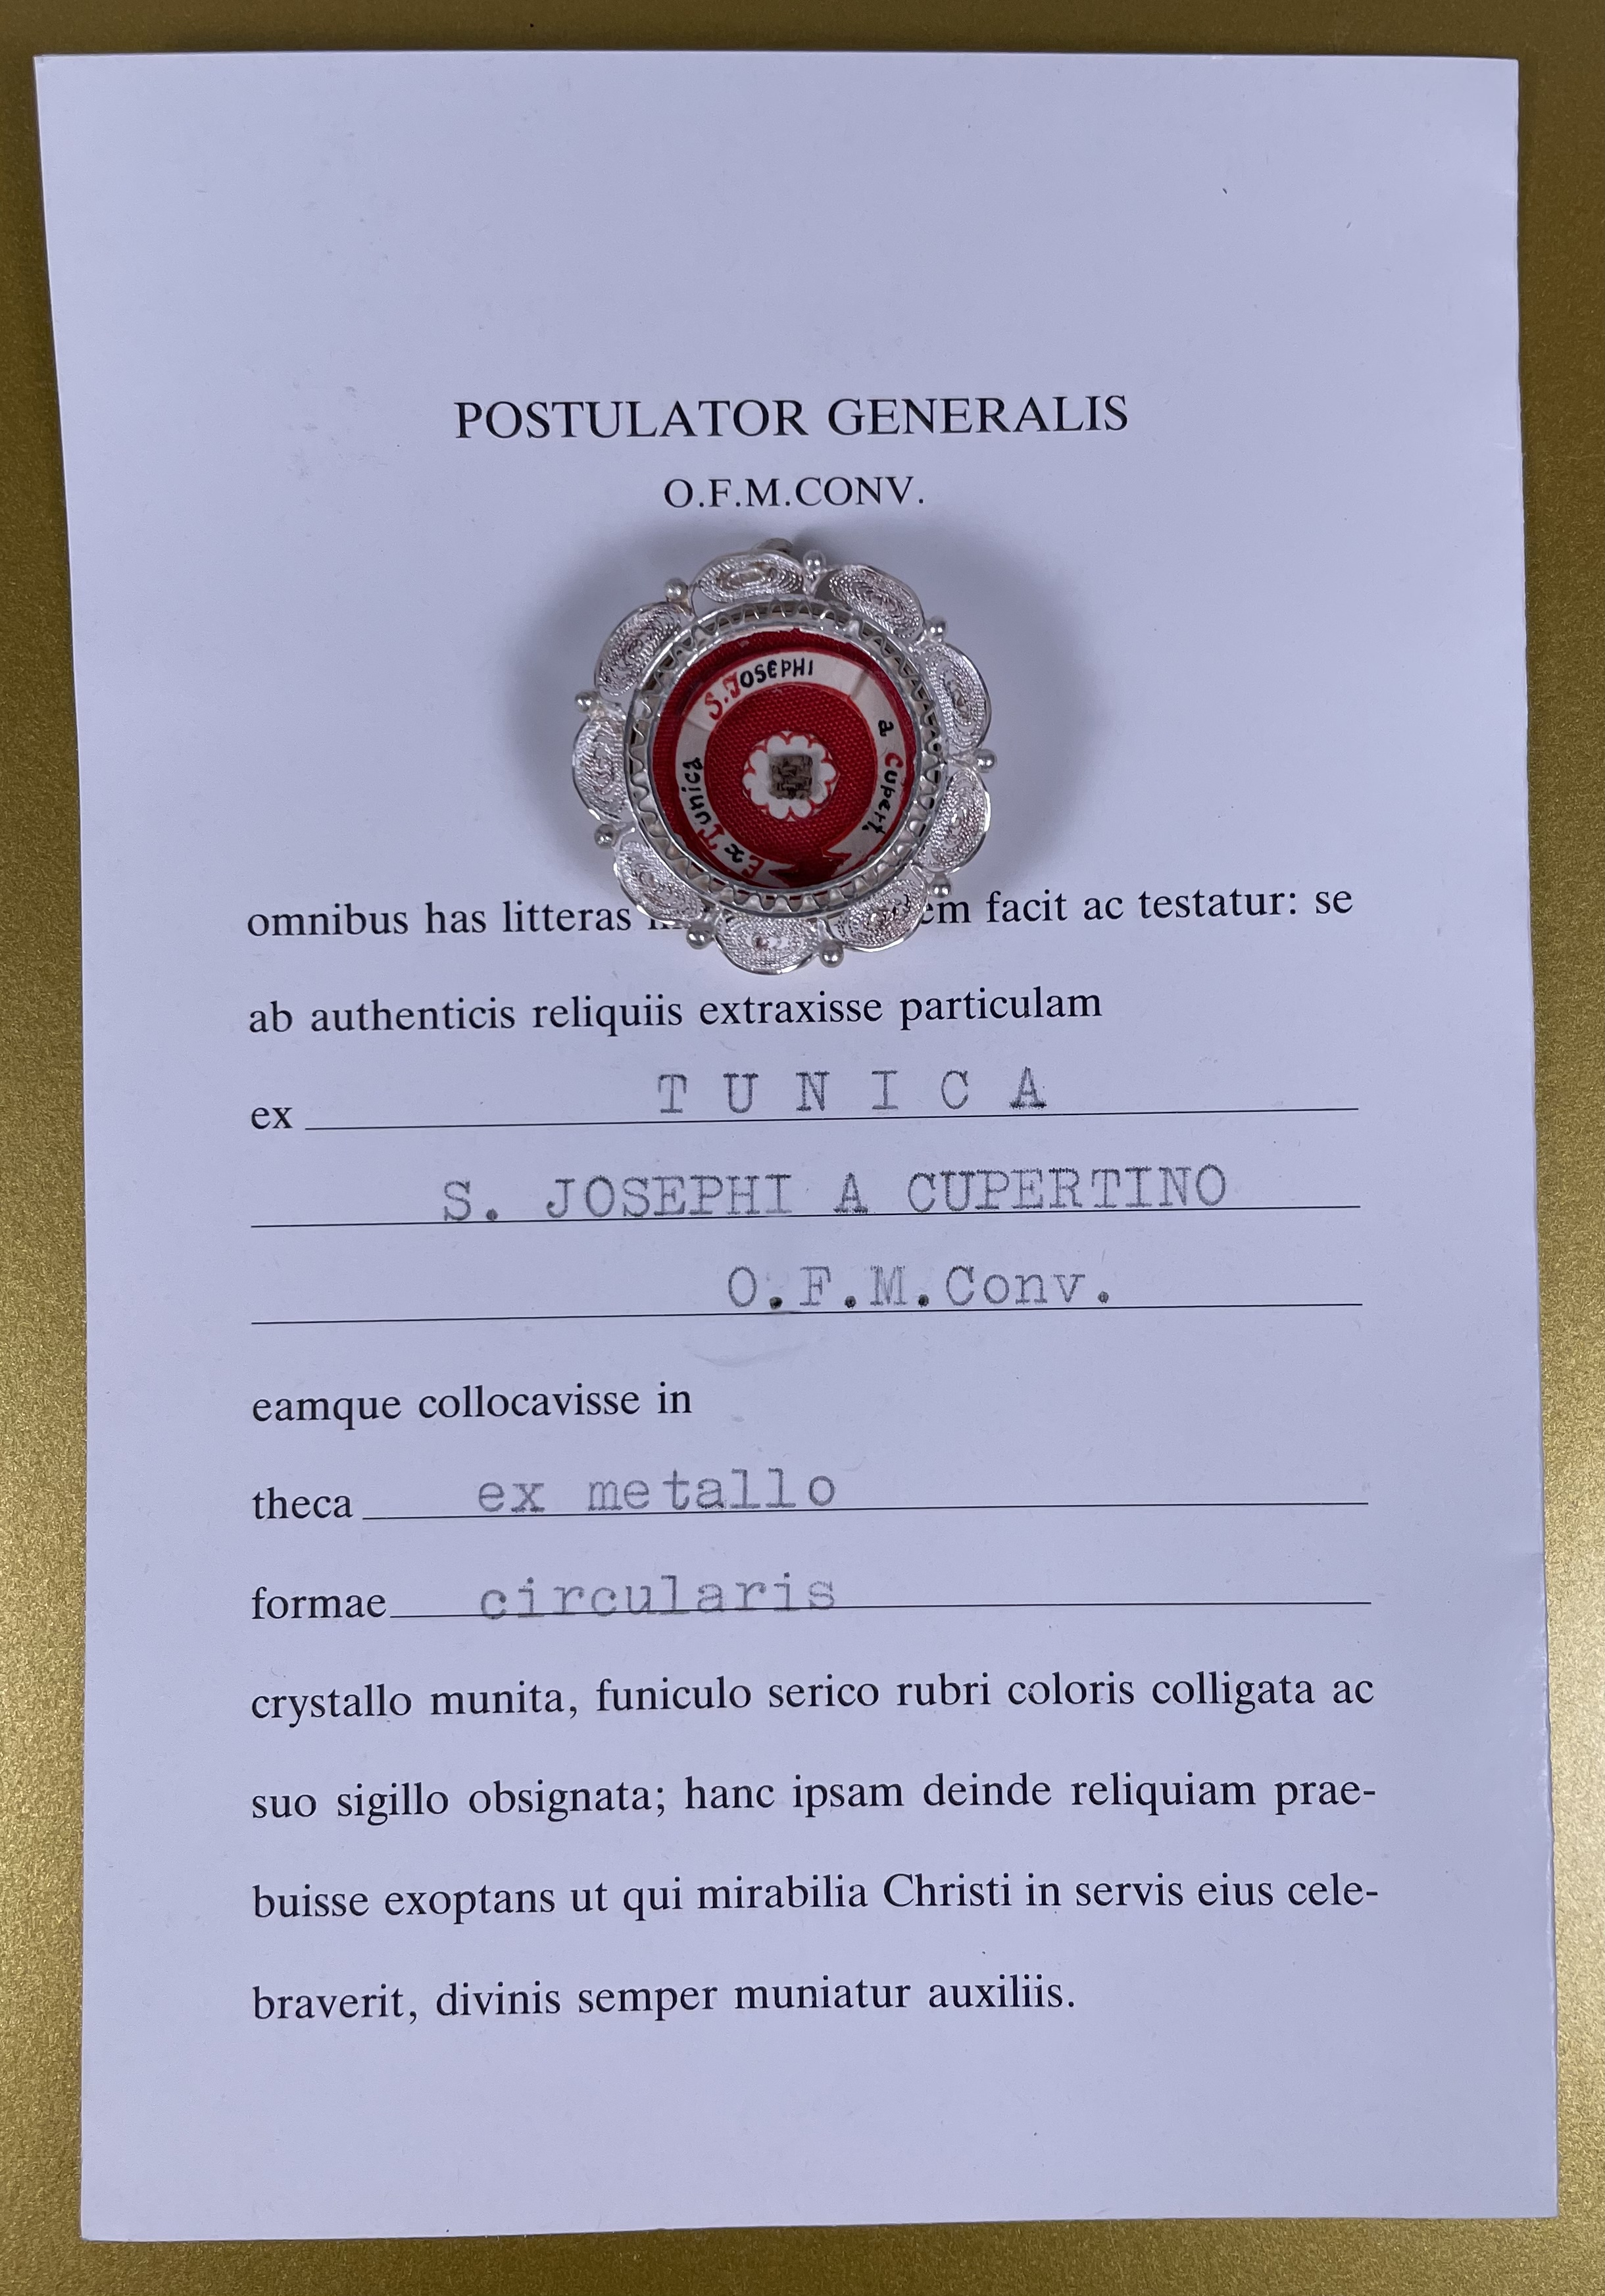 POSTULATOR GENERALIS
O.F.M.CONV.
S. JOSEPHI
a Cupert
Ex Tunica
omnibus has litteras facit ac testatur: se
ab authenticis reliquiis extraxisse particulam
ex T U N I C A
S. JOSEPHI A CUPERTINO
O.F.M.Conv.
eamque collocavisse in
theca ex metallo
formae circularis
crystallo munita, funiculo serico rubri coloris colligata ac
suo sigillo obsignata; hanc ipsam deinde reliquiam prae-
buisse exoptans ut qui mirabilia Christi in servis eius cele-
braverit, divinis semper muniatur auxiliis.